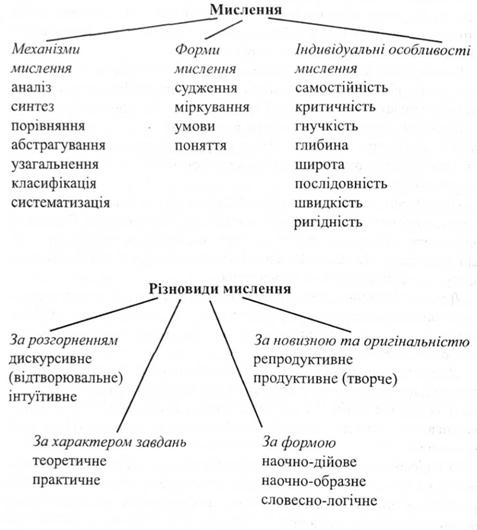 Мислення
Механізми
мислення
аналіз
синтез
порівняння
абстрагування
узагальнення
класифікація
систематизація
Форми
мислення
судження
міркування
умови
поняття
Індивідуальні особливості
мислення
самостійність
критичність
гнучкість
глибина
широта
послідовність
швидкість
ригідність
Різновиди мислення
За розгорненням
дискурсивне
(відтворювальне)
інтуїтивне
За новизною та оригінальністю
репродуктивне
продуктивне (творче)
За характером завдань
теоретичне
практичне
За формою
наочно-дійове
наочно-образне
словесно-логічне